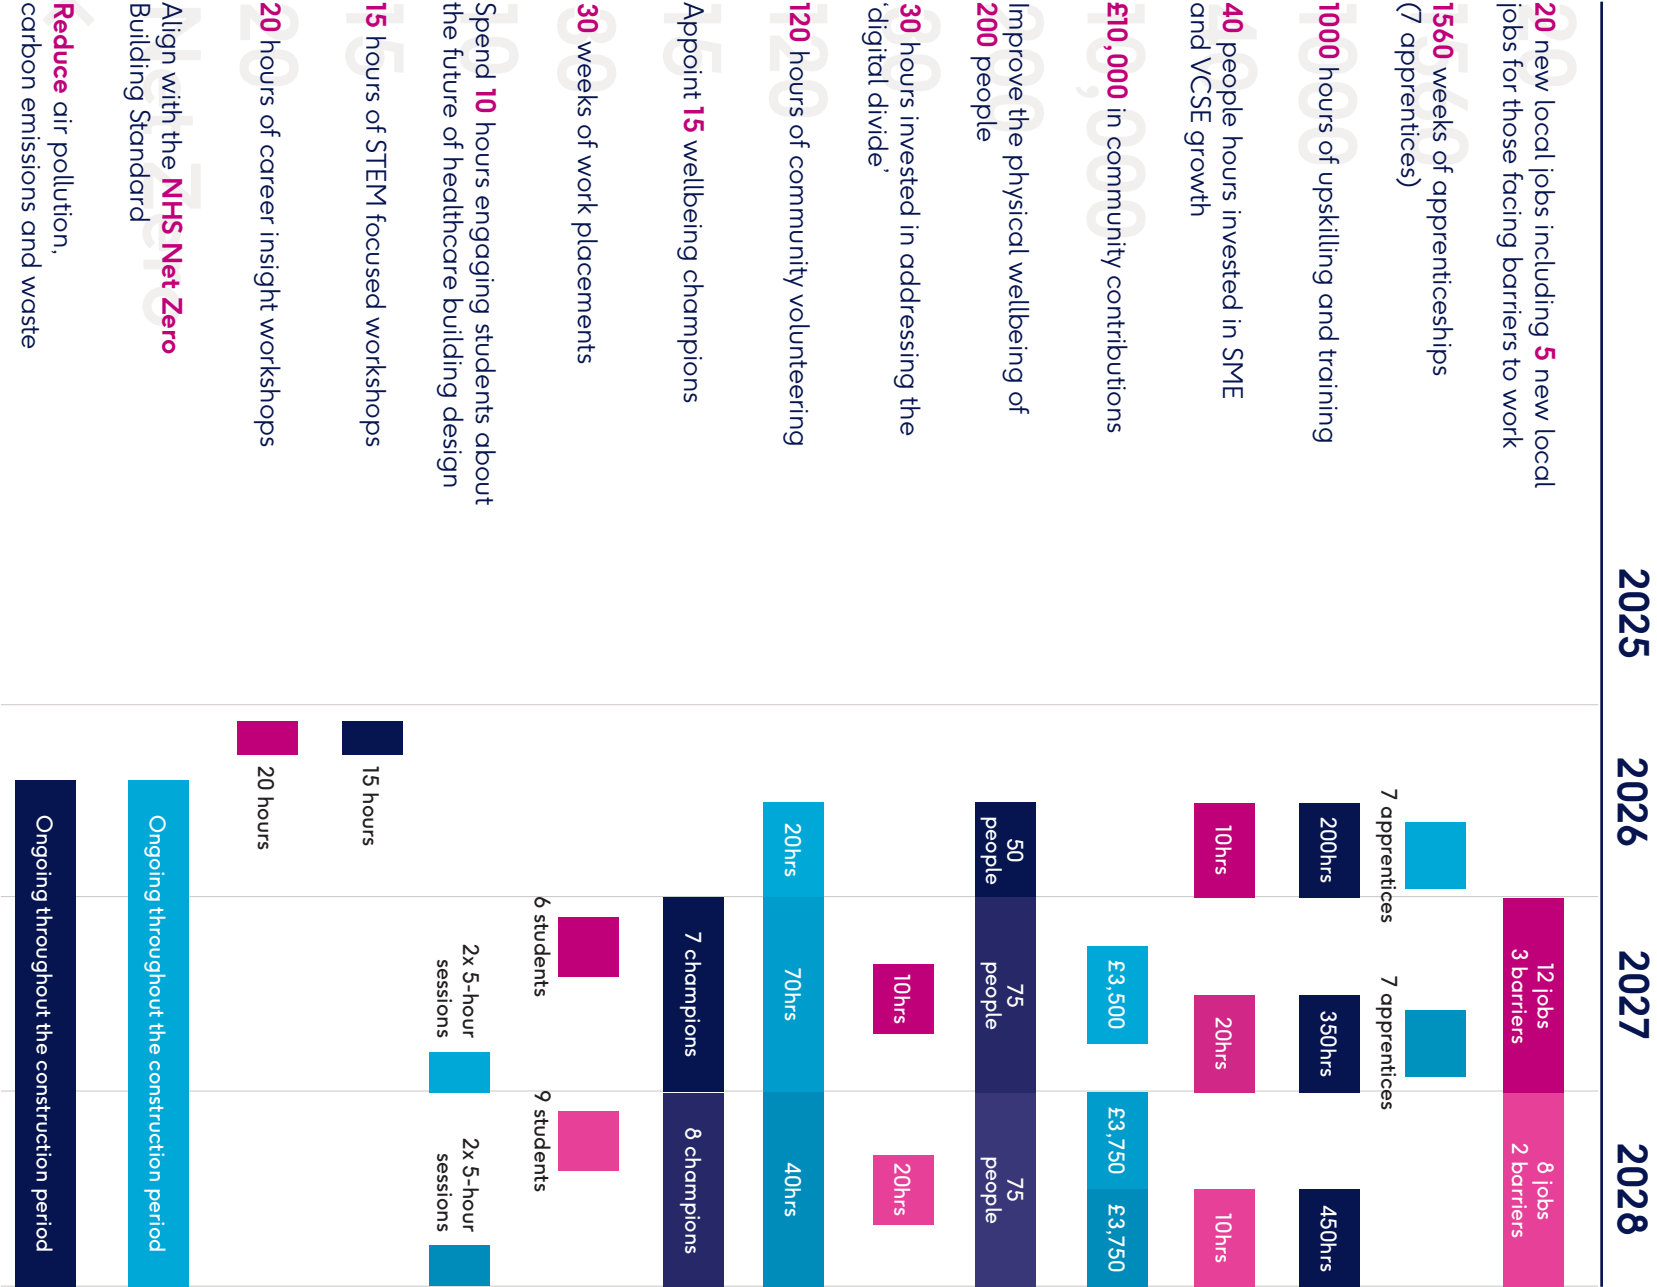 2025
2026
2027
2028
20 new local jobs including 5 new local
jobs for those facing barriers to work
12 jobs
3 barriers
8 jobs
2 barriers
1560 weeks of apprenticeships
(7 apprentices)
7 apprentices
7 apprentices
1000 hours of upskilling and training
200hrs
350hrs
450hrs
40 people hours invested in SME
and VCSE growth
10hrs
20hrs
10hrs
£10,000 in community contributions
£3,500
£3,750
£3,750
Improve the physical wellbeing of
200 people
50
people
75
people
75
people
30 hours invested in addressing the
‘digital divide’
10hrs
20hrs
120 hours of community volunteering
20hrs
70hrs
40hrs
Appoint 15 wellbeing champions
7 champions
8 champions
30 weeks of work placements
6 students
9 students
Spend 10 hours engaging students about
the future of healthcare building design
2x 5-hour
sessions
2x 5-hour
sessions
15 hours of STEM focused workshops
15 hours
20 hours of career insight workshops
20 hours
Align with the NHS Net Zero
Building Standard
Ongoing throughout the construction period
Reduce air pollution,
carbon emissions and waste
Ongoing throughout the construction period